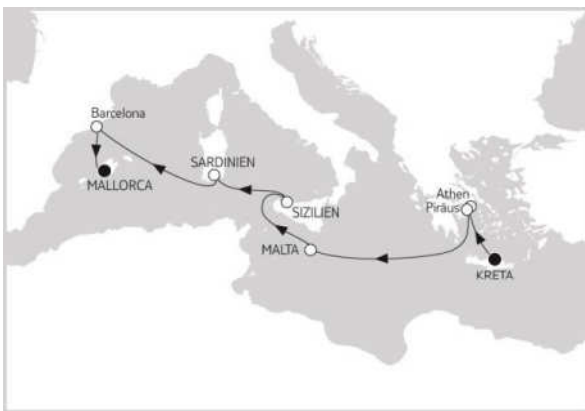 Barcelona
MALLORCA
SARDINIEN
SIZILIEN
MALTA
Athen
Piräus
KRETA